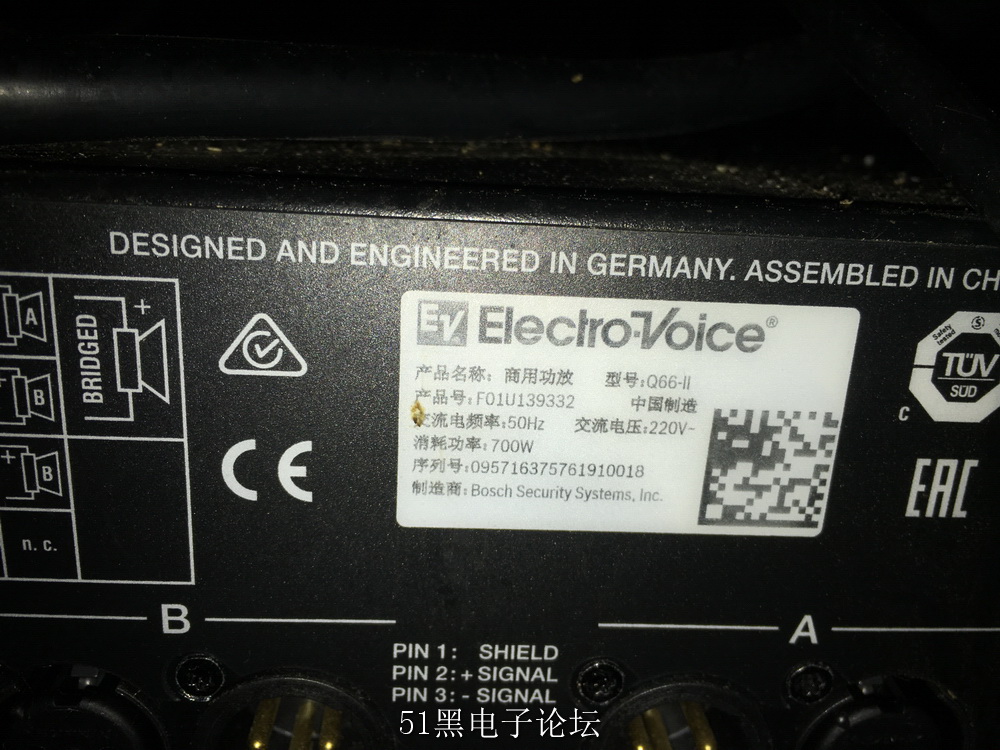 DESIGNED AND ENGINEERED IN GERMANY. ASSEMBLED IN CH
A
BRIDGED
+
B
+
B
n. c.
CE
EV Electro-Voice®
产品名称: 商用功放 型号:Q66-II
产品号:F01U139332 中国制造
交流电频率:50Hz 交流电压:220V~
消耗功率:700W
序列号:095716375761910018
制造商:Bosch Security Systems, Inc.
Safety tested
TÜV
SÜD
C
EAC
B
A
PIN 1: SHIELD
PIN 2: + SIGNAL
PIN 3: - SIGNAL
51黑电子论坛